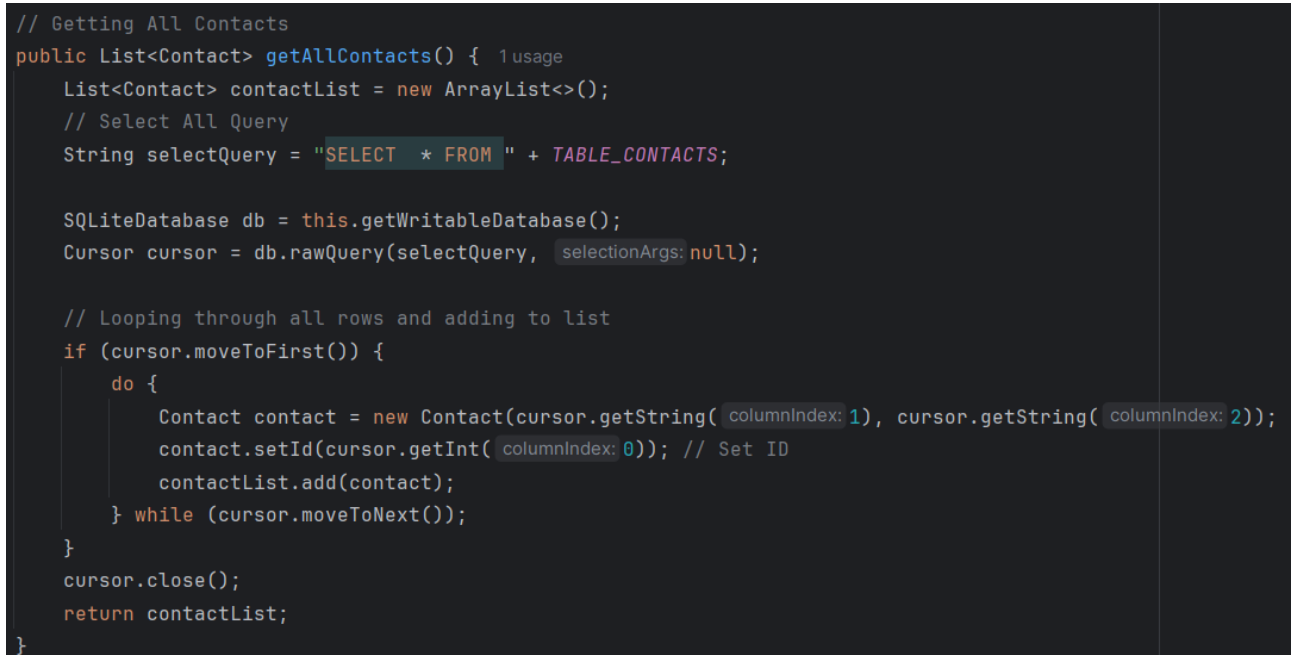 // Getting All Contacts
public List<Contact> getAllContacts() { 1 usage
    List<Contact> contactList = new ArrayList<>();
    // Select All Query
    String selectQuery = "SELECT  * FROM " + TABLE_CONTACTS;

    SQLiteDatabase db = this.getWritableDatabase();
    Cursor cursor = db.rawQuery(selectQuery, selectionArgs: null);

    // Looping through all rows and adding to list
    if (cursor.moveToFirst()) {
        do {
            Contact contact = new Contact(cursor.getString( columnIndex: 1), cursor.getString( columnIndex: 2));
            contact.setId(cursor.getInt( columnIndex: 0)); // Set ID
            contactList.add(contact);
        } while (cursor.moveToNext());
    }
    cursor.close();
    return contactList;
}